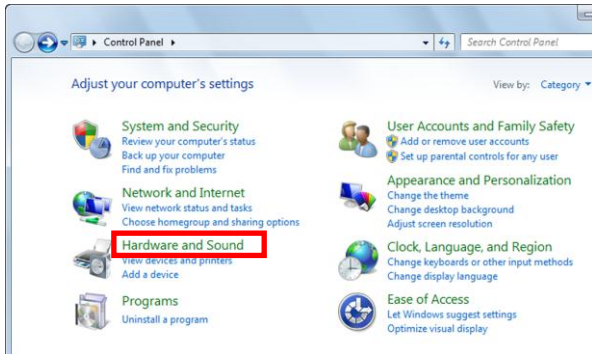 Control Panel
Search Control Panel
Adjust your computer's settings
View by: Category
System and Security
Review your computer's status
Back up your computer
Find and fix problems
Network and Internet
View network status and tasks
Choose homegroup and sharing options
Hardware and Sound
View devices and printers
Add a device
Programs
Uninstall a program
User Accounts and Family Safety
Add or remove user accounts
Set up parental controls for any user
Appearance and Personalization
Change the theme
Change desktop background
Adjust screen resolution
Clock, Language, and Region
Change keyboards or other input methods
Change display language
Ease of Access
Let Windows suggest settings
Optimize visual display